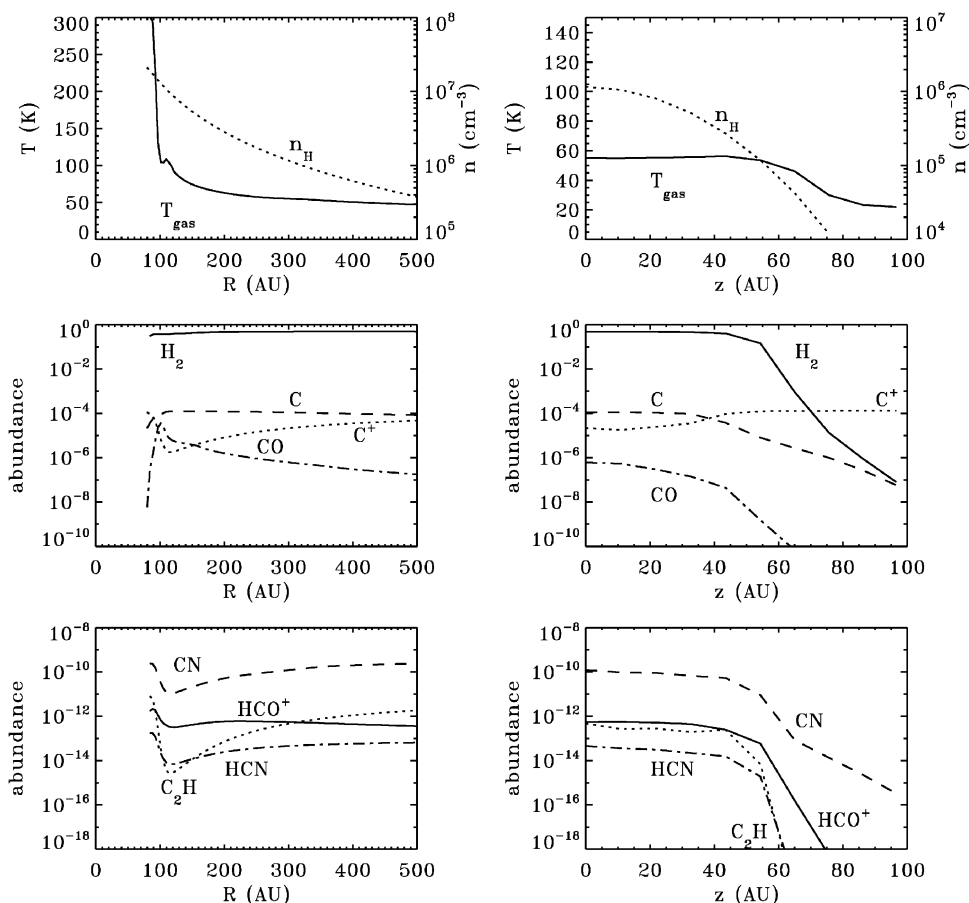 300
250
200
150
100
50
0
T (K)
n_H
T_gas
10^8
10^7
10^6
10^5
n (cm^-3)
0 100 200 300 400 500
R (AU)
140
120
100
80
60
40
20
0
T (K)
n_H
T_gas
10^7
10^6
10^5
10^4
n (cm^-3)
0 20 40 60 80 100
z (AU)
10^0
10^-2
10^-4
10^-6
10^-8
10^-10
abundance
H_2
C
CO
C^+
0 100 200 300 400 500
R (AU)
10^0
10^-2
10^-4
10^-6
10^-8
10^-10
abundance
H_2
C
C^+
CO
0 20 40 60 80 100
z (AU)
10^-8
10^-10
10^-12
10^-14
10^-16
10^-18
abundance
CN
HCO^+
HCN
C_2H
0 100 200 300 400 500
R (AU)
10^-8
10^-10
10^-12
10^-14
10^-16
10^-18
abundance
CN
HCN
C_2H
HCO^+
0 20 40 60 80 100
z (AU)